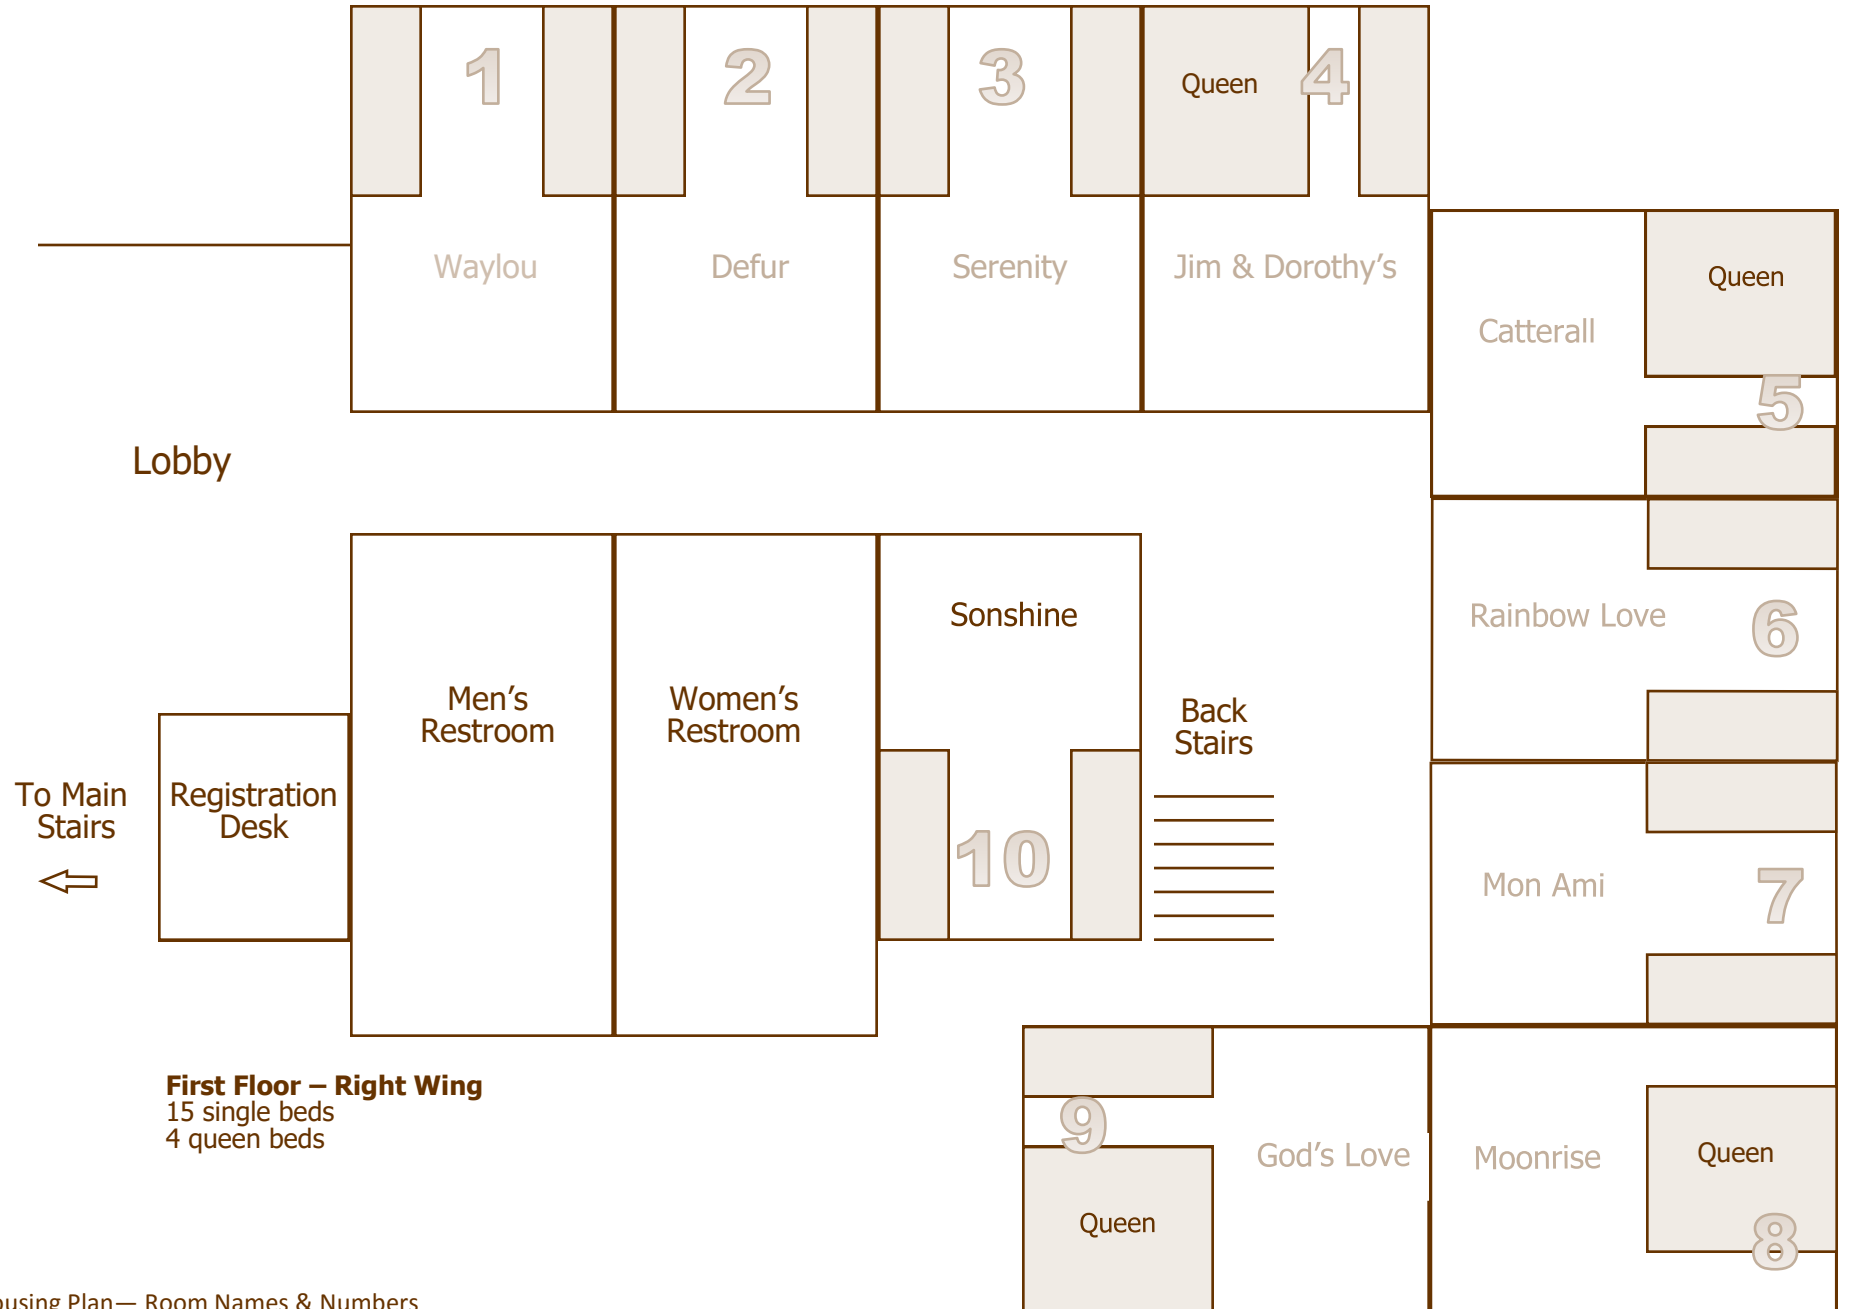 1
2
3
Queen
4
Waylou
Defur
Serenity
Jim & Dorothy’s
Queen
Catterall
5
Lobby
Sonshine
Rainbow Love
6
Men’s
Restroom
Women’s
Restroom
Back
Stairs
To Main
Stairs
Registration
Desk
10
Mon Ami
7
First Floor – Right Wing
15 single beds
4 queen beds
9
God’s Love
Queen
Moonrise
Queen
8
ousing Plan— Room Names & Numbers